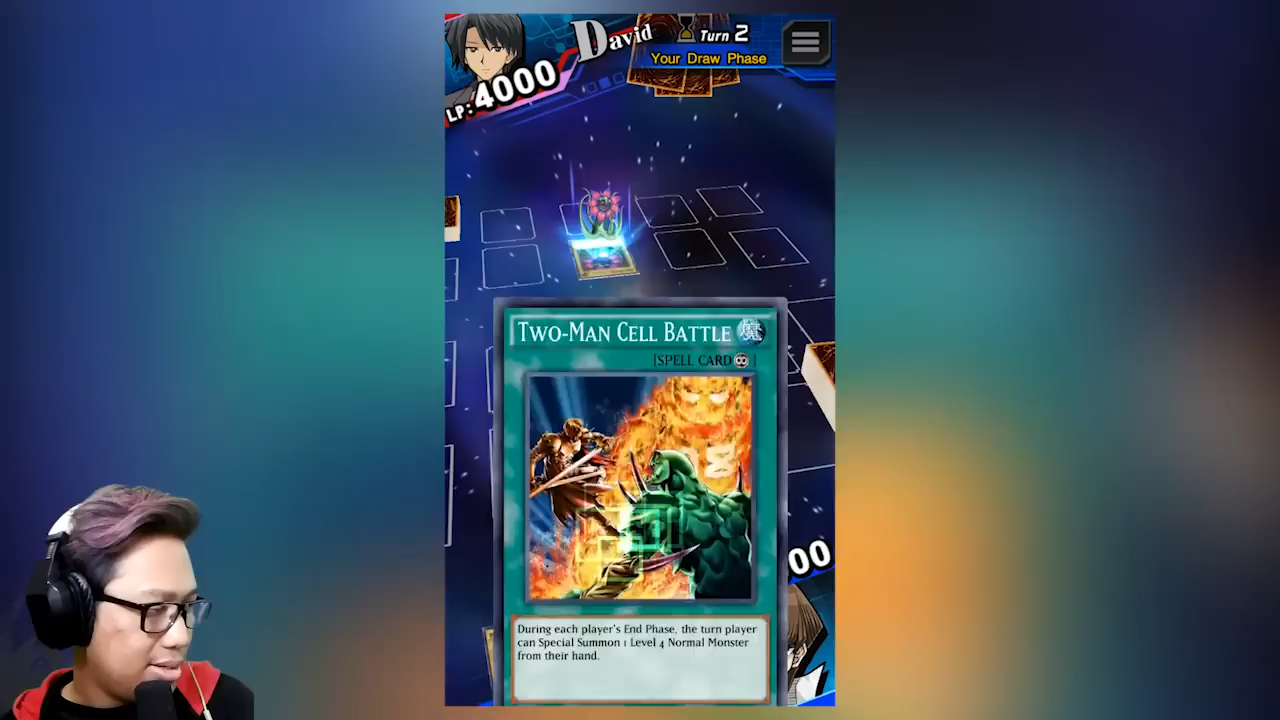 David
Turn 2
Your Draw Phase
LP:4000
TWO-MAN CELL BATTLE
[SPELL CARD]
During each player's End Phase, the turn player
can Special Summon 1 Level 4 Normal Monster
from their hand.
00